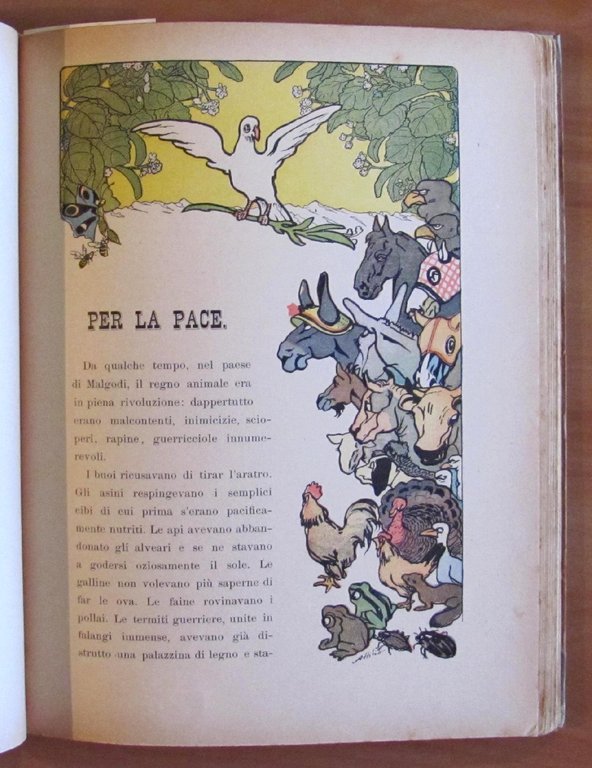 PER LA PACE.
Da qualche tempo, nel paese
di Malgodi, il regno animale era
in piena rivoluzione: dappertutto
erano malcontenti, inimicizie, scio-
peri, rapine, guerricciole innume-
revoli.
I buoi ricusavano di tirar l'aratro.
Gli asini respingevano i semplici
cibi di cui prima s'erano pacifica-
mente nutriti. Le api avevano abban-
donato gli alveari e se ne stavano
a godersi oziosamente il sole. Le
galline non volevano più saperne di
far le ova. Le faine rovinavano i
pollai. Le termiti guerriere, unite in
falangi immense, avevano già di-
strutto una palazzina di legno e sta-